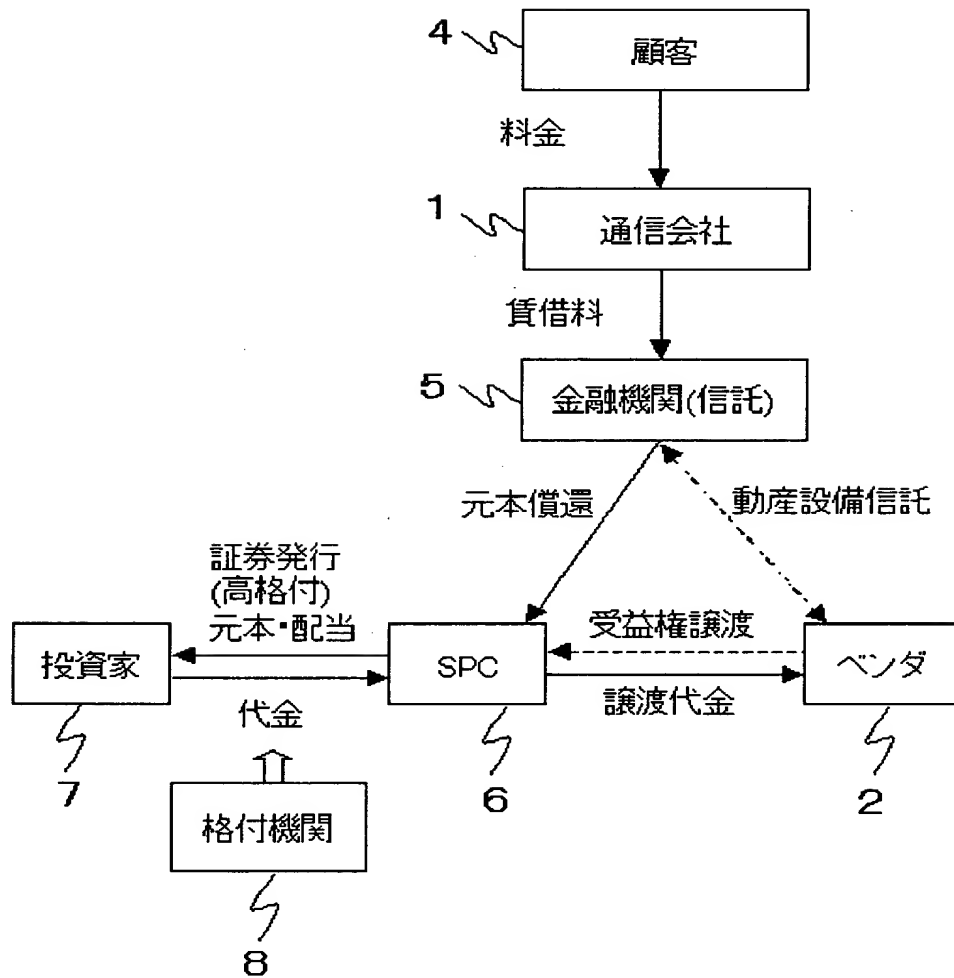 4
顧客
料金
1
通信会社
賃借料
5
金融機関(信託)
元本償還
動産設備信託
証券発行
(高格付)
元本・配当
受益権譲渡
投資家
SPC
ベンダ
代金
譲渡代金
7
6
2
格付機関
8